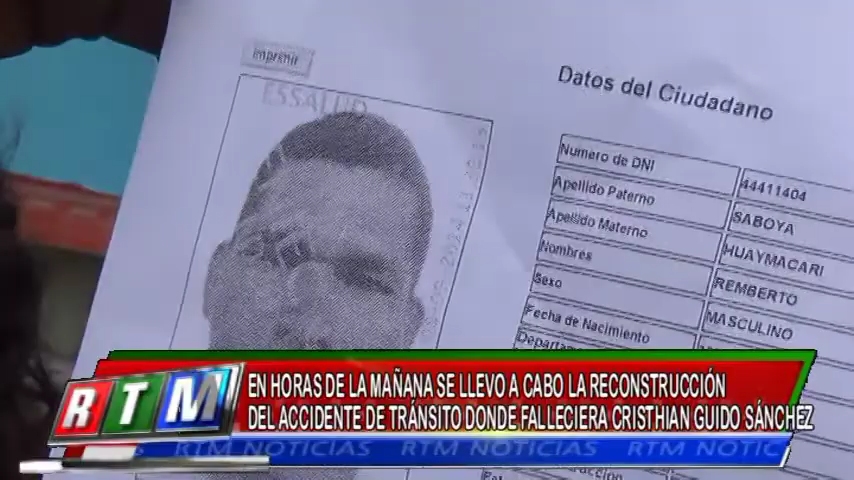 imprimir
ESSALUD
Datos del Ciudadano
Numero de DNI 44411404
Apellido Paterno SABOYA
Apellido Materno HUAYMACARI
Nombres REMBERTO
Sexo MASCULINO
Fecha de Nacimiento
RTM
EN HORAS DE LA MAÑANA SE LLEVO A CABO LA RECONSTRUCCIÓN
DEL ACCIDENTE DE TRÁNSITO DONDE FALLECIERA CRISTHIAN GUIDO SÁNCHEZ
RTM NOTICIAS RTM NOTICIAS RTM NOTIC